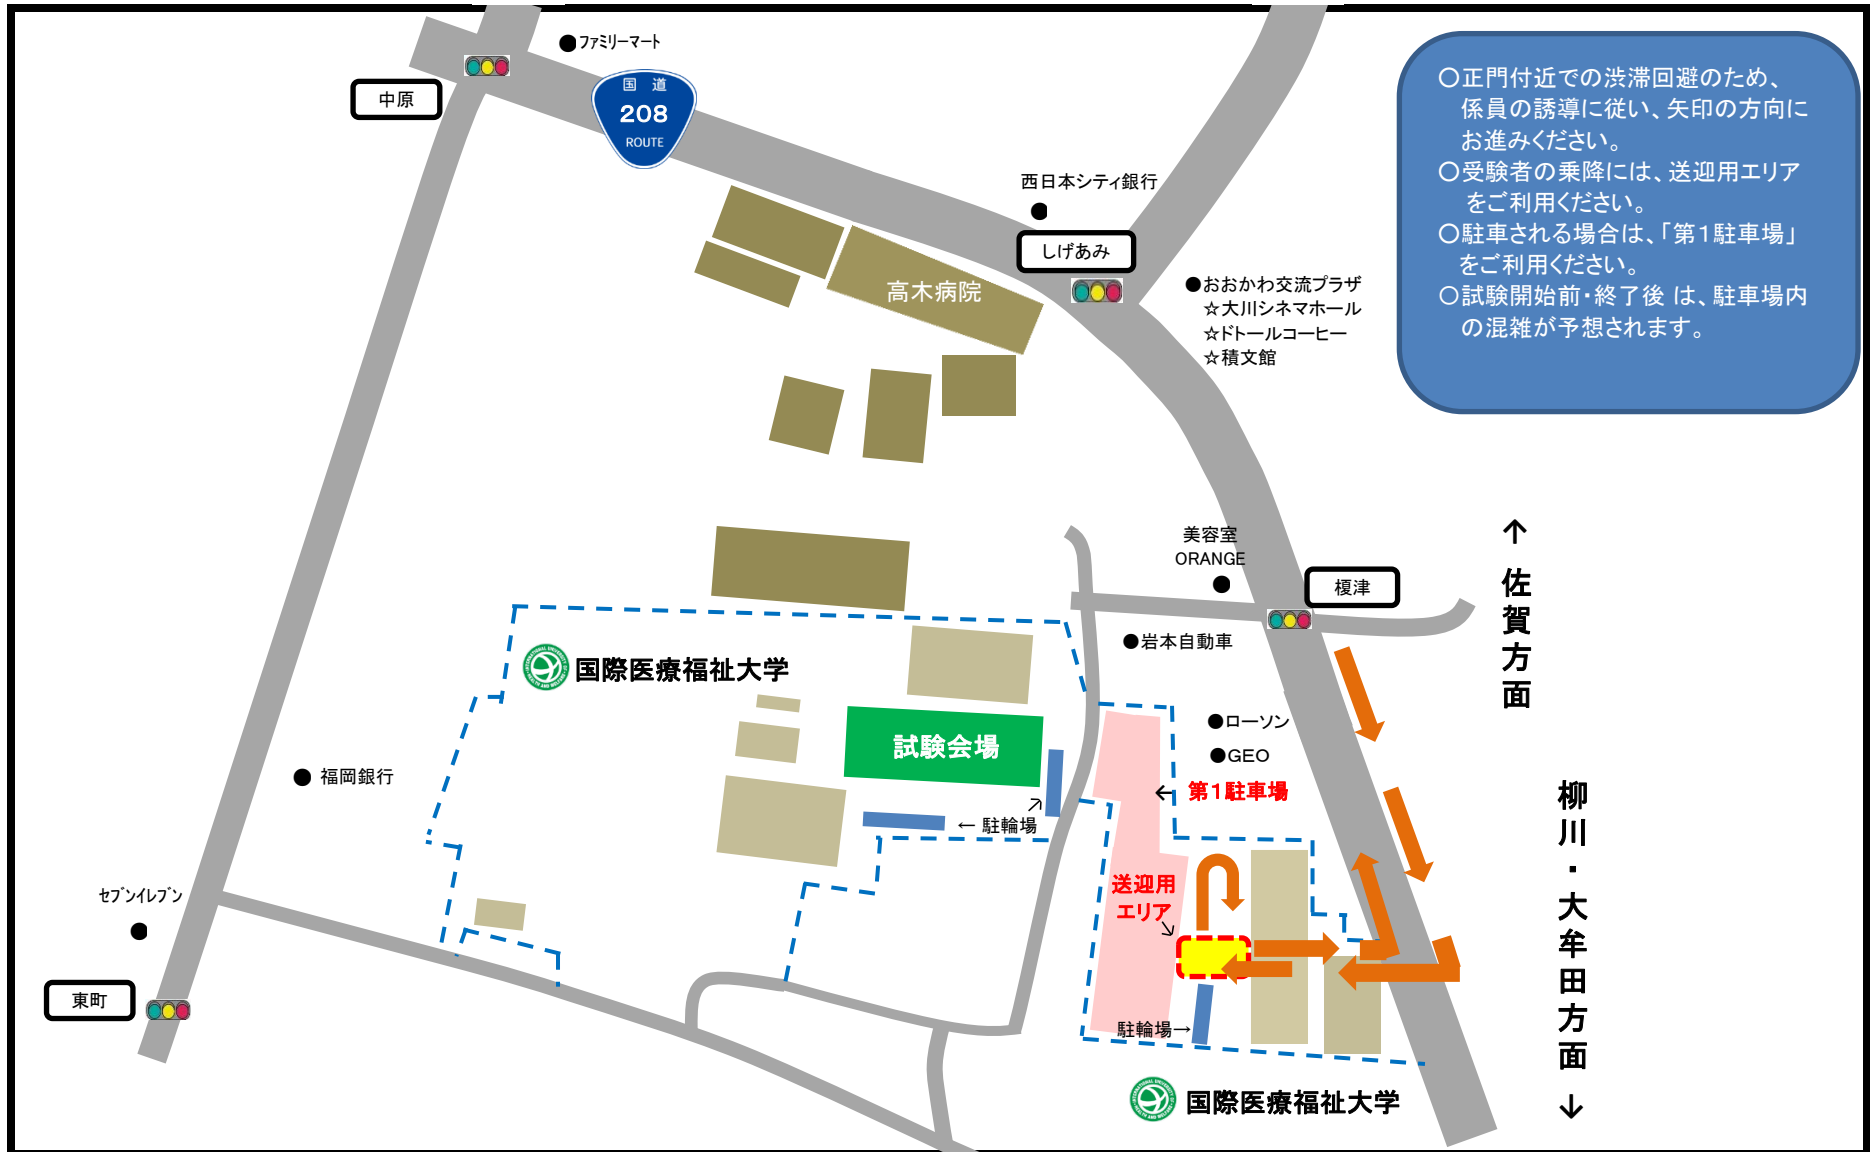 ファミリーマート
中原
国 道
208
ROUTE
○正門付近での渋滞回避のため、
係員の誘導に従い、矢印の方向に
お進みください。
○受験者の乗降には、送迎用エリア
をご利用ください。
○駐車される場合は、「第1駐車場」
をご利用ください。
○試験開始前・終了後 は、駐車場内
の混雑が予想されます。
西日本シティ銀行
しげあみ
高木病院
●おおかわ交流プラザ
☆大川シネマホール
☆ドトールコーヒー
☆積文館
美容室
ORANGE
榎津
↑佐賀方面
●岩本自動車
国際医療福祉大学
●ローソン
●GEO
試験会場
← 第1駐車場
福岡銀行
← 駐輪場
柳川・大牟田方面↓
セブンイレブン
送迎用
エリア
東町
駐輪場→
国際医療福祉大学